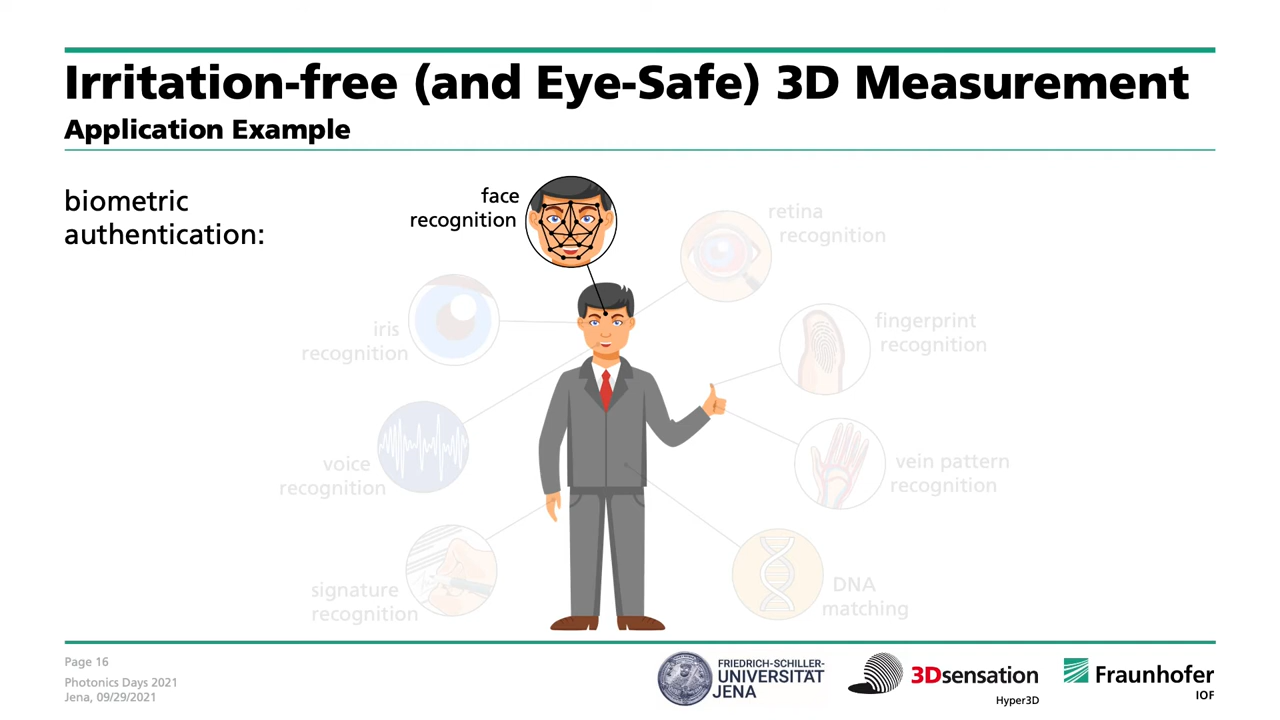 Irritation-free (and Eye-Safe) 3D Measurement
Application Example
biometric
authentication:
face
recognition
retina
recognition
iris
recognition
fingerprint
recognition
voice
recognition
vein pattern
recognition
signature
recognition
DNA
matching
Page 16
Photonics Days 2021
Jena, 09/29/2021
FRIEDRICH-SCHILLER-
UNIVERSITÄT
JENA
3Dsensation
Hyper3D
Fraunhofer
IOF